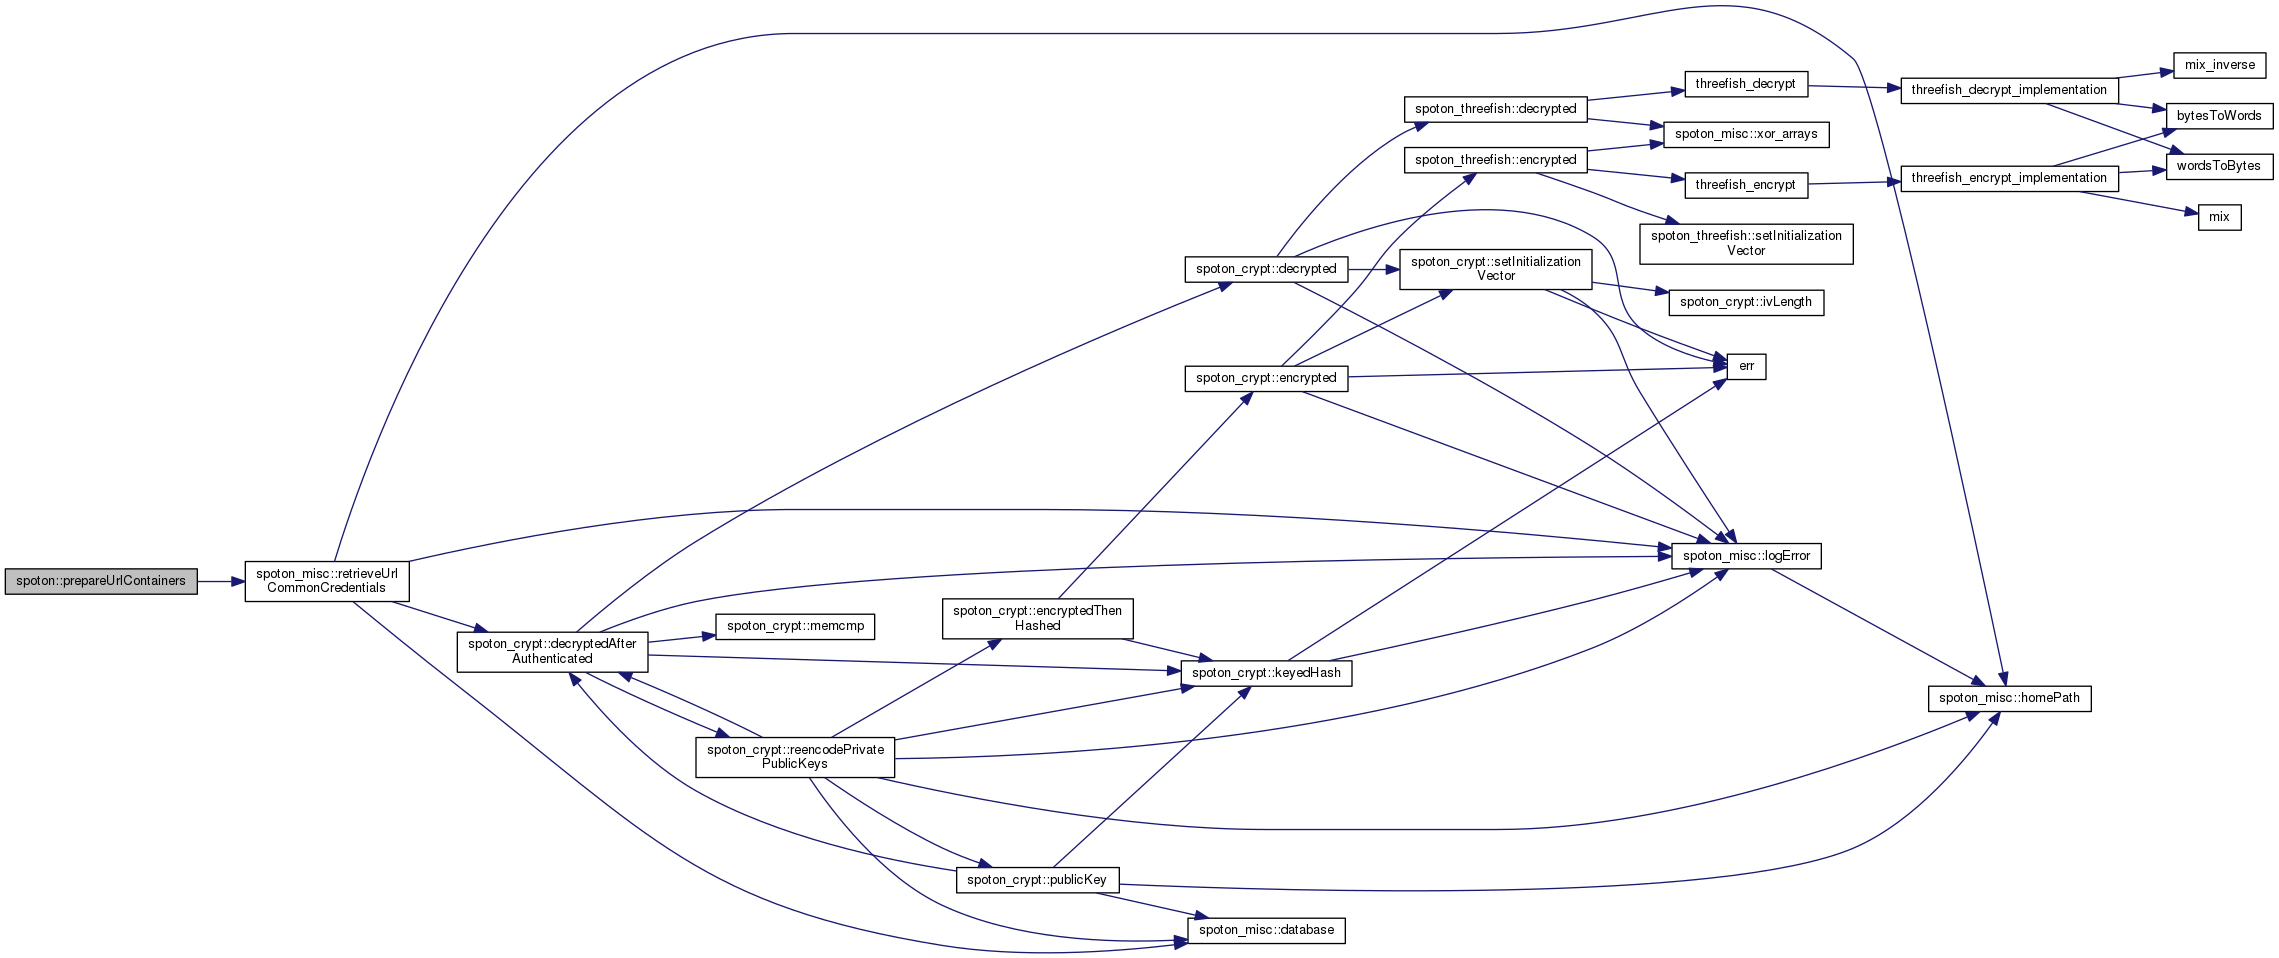 spoton::prepareUrlContainers
spoton_misc::retrieveUrl
CommonCredentials
spoton_crypt::decryptedAfter
Authenticated
spoton_crypt::memcmp
spoton_crypt::reencodePrivate
PublicKeys
spoton_crypt::encryptedThen
Hashed
spoton_crypt::publicKey
spoton_crypt::decrypted
spoton_crypt::encrypted
spoton_crypt::keyedHash
spoton_misc::database
spoton_threefish::decrypted
spoton_threefish::encrypted
spoton_crypt::setInitialization
Vector
threefish_decrypt
spoton_misc::xor_arrays
threefish_encrypt
spoton_threefish::setInitialization
Vector
spoton_crypt::ivLength
err
spoton_misc::logError
threefish_decrypt_implementation
threefish_encrypt_implementation
spoton_misc::homePath
mix_inverse
bytesToWords
wordsToBytes
mix